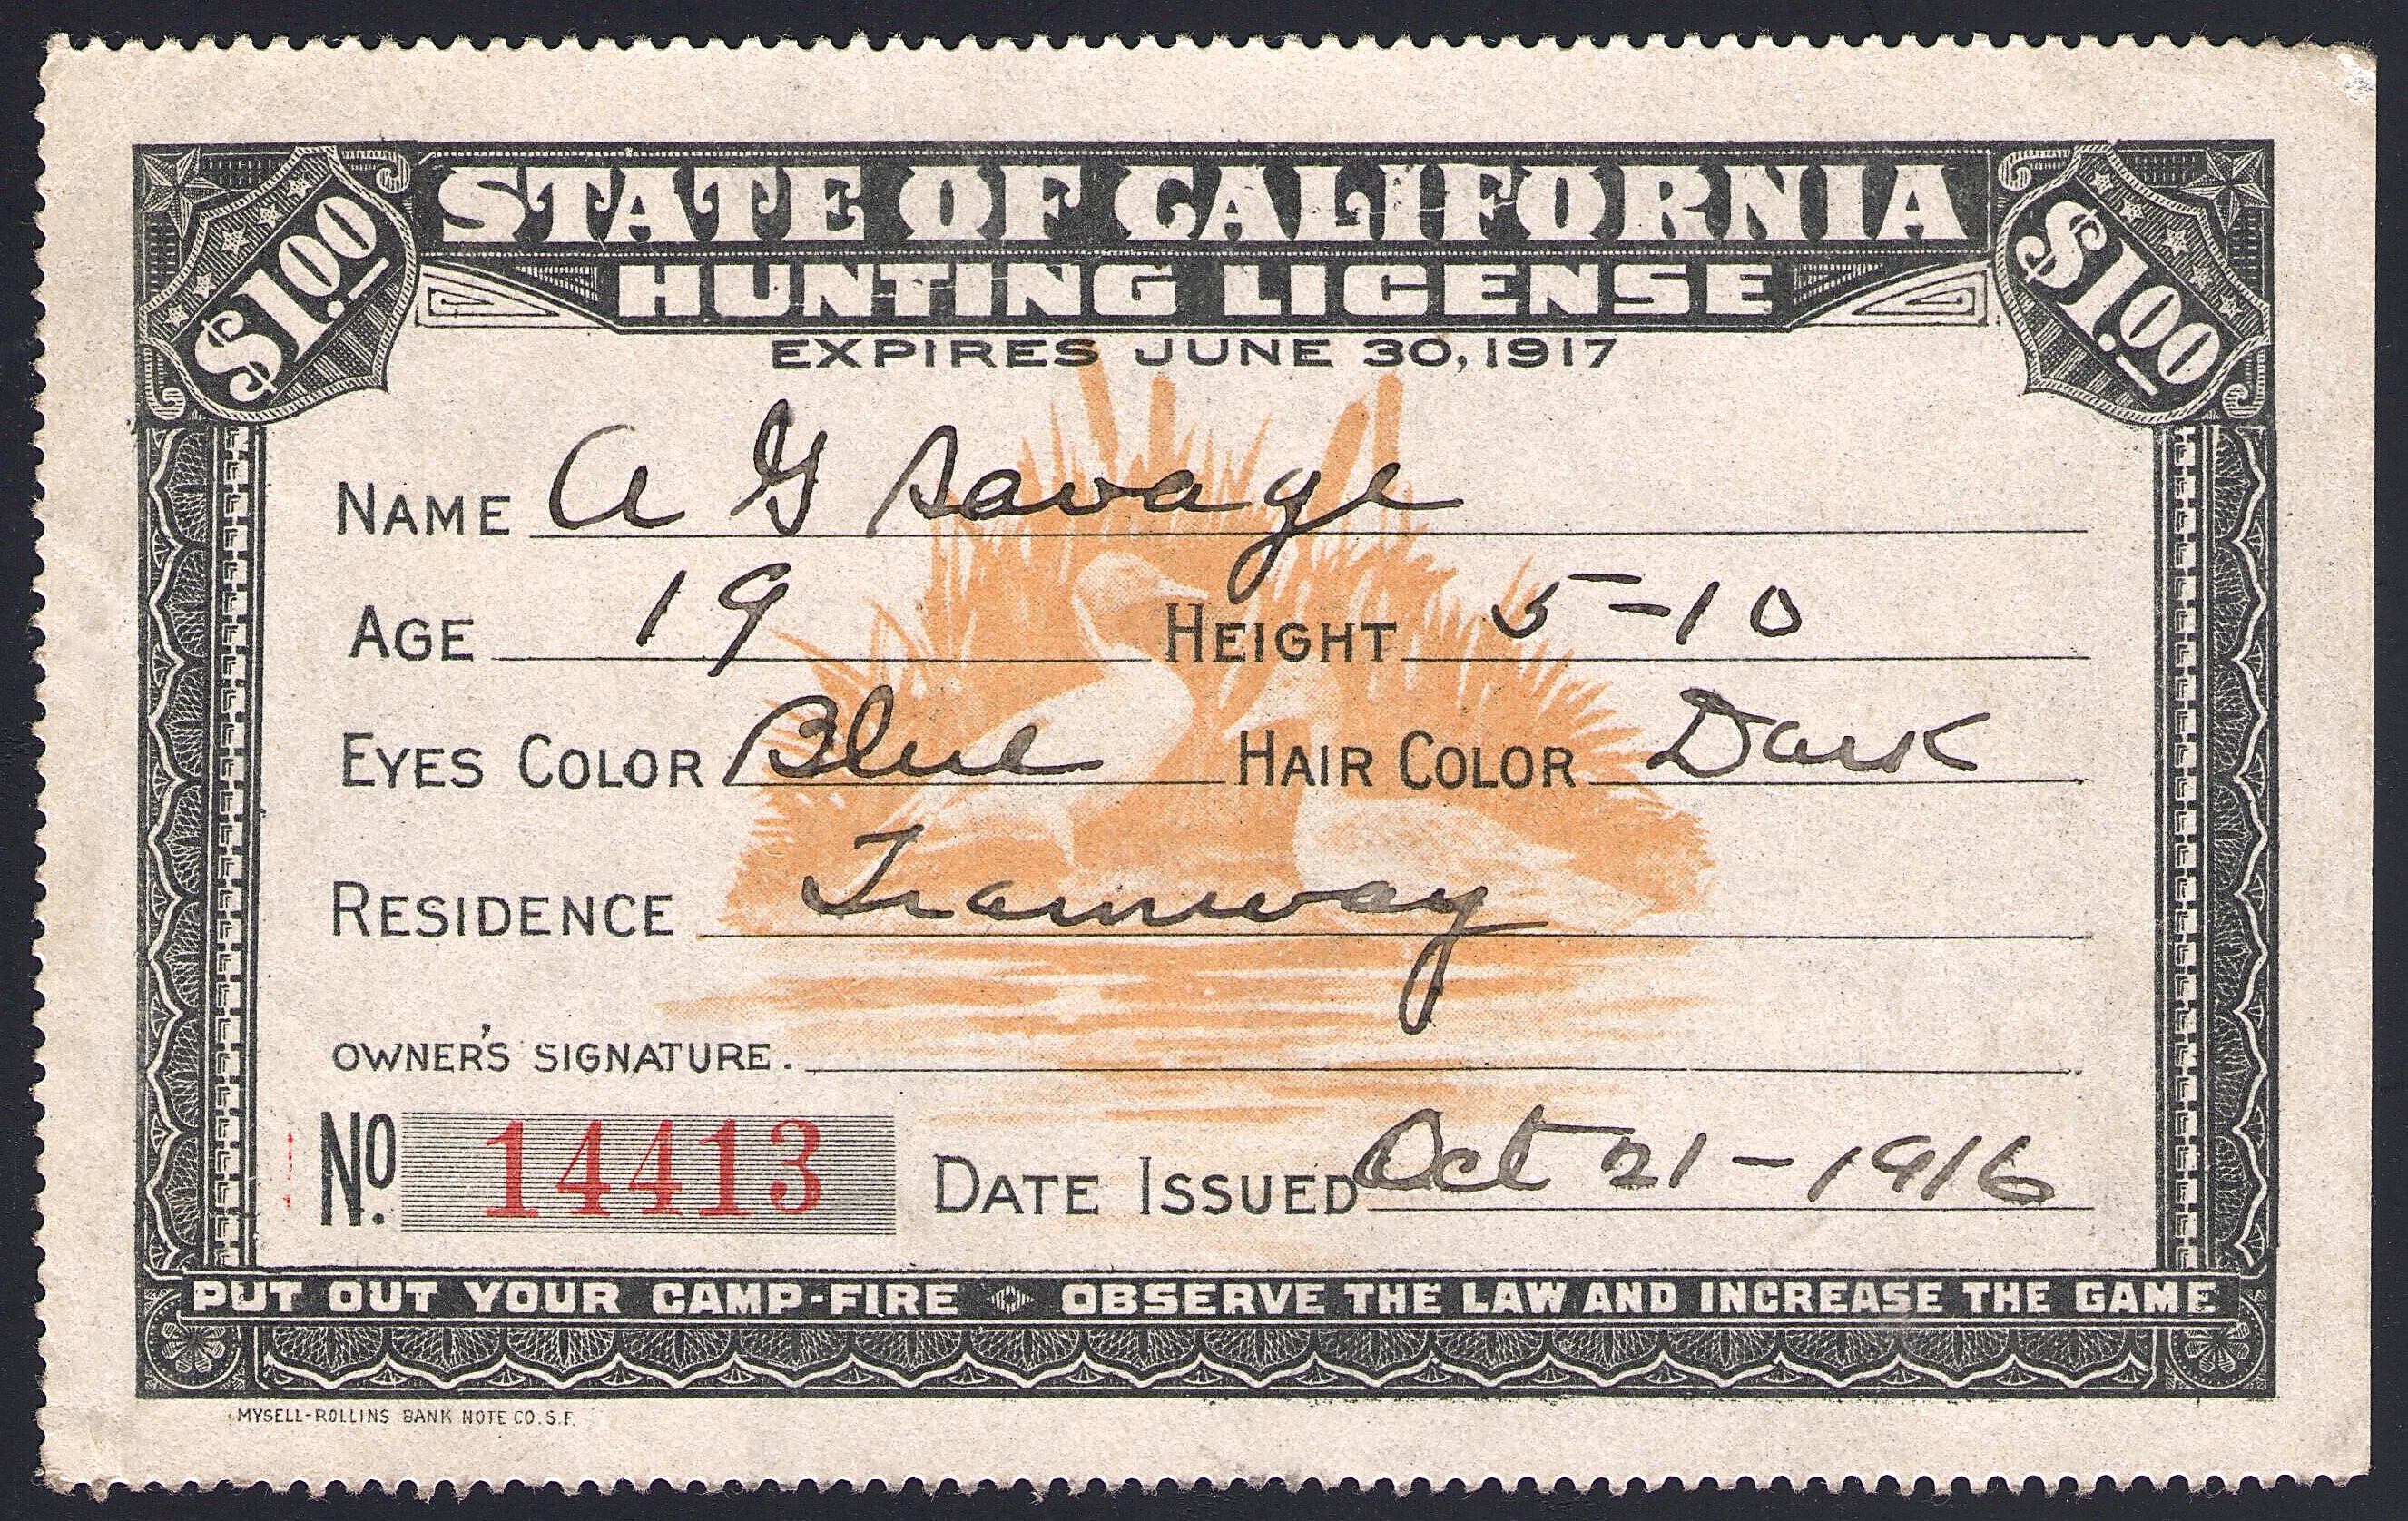 $1.00 STATE OF CALIFORNIA $1.00
HUNTING LICENSE
EXPIRES JUNE 30, 1917
NAME A G Savage
AGE 19 HEIGHT 5-10
EYES COLOR Blue HAIR COLOR Dark
RESIDENCE Tramway
OWNER'S SIGNATURE.
No. 14413 DATE ISSUED Oct 21-1916
PUT OUT YOUR CAMP-FIRE OBSERVE THE LAW AND INCREASE THE GAME
MYSELL-ROLLINS BANK NOTE CO. S.F.